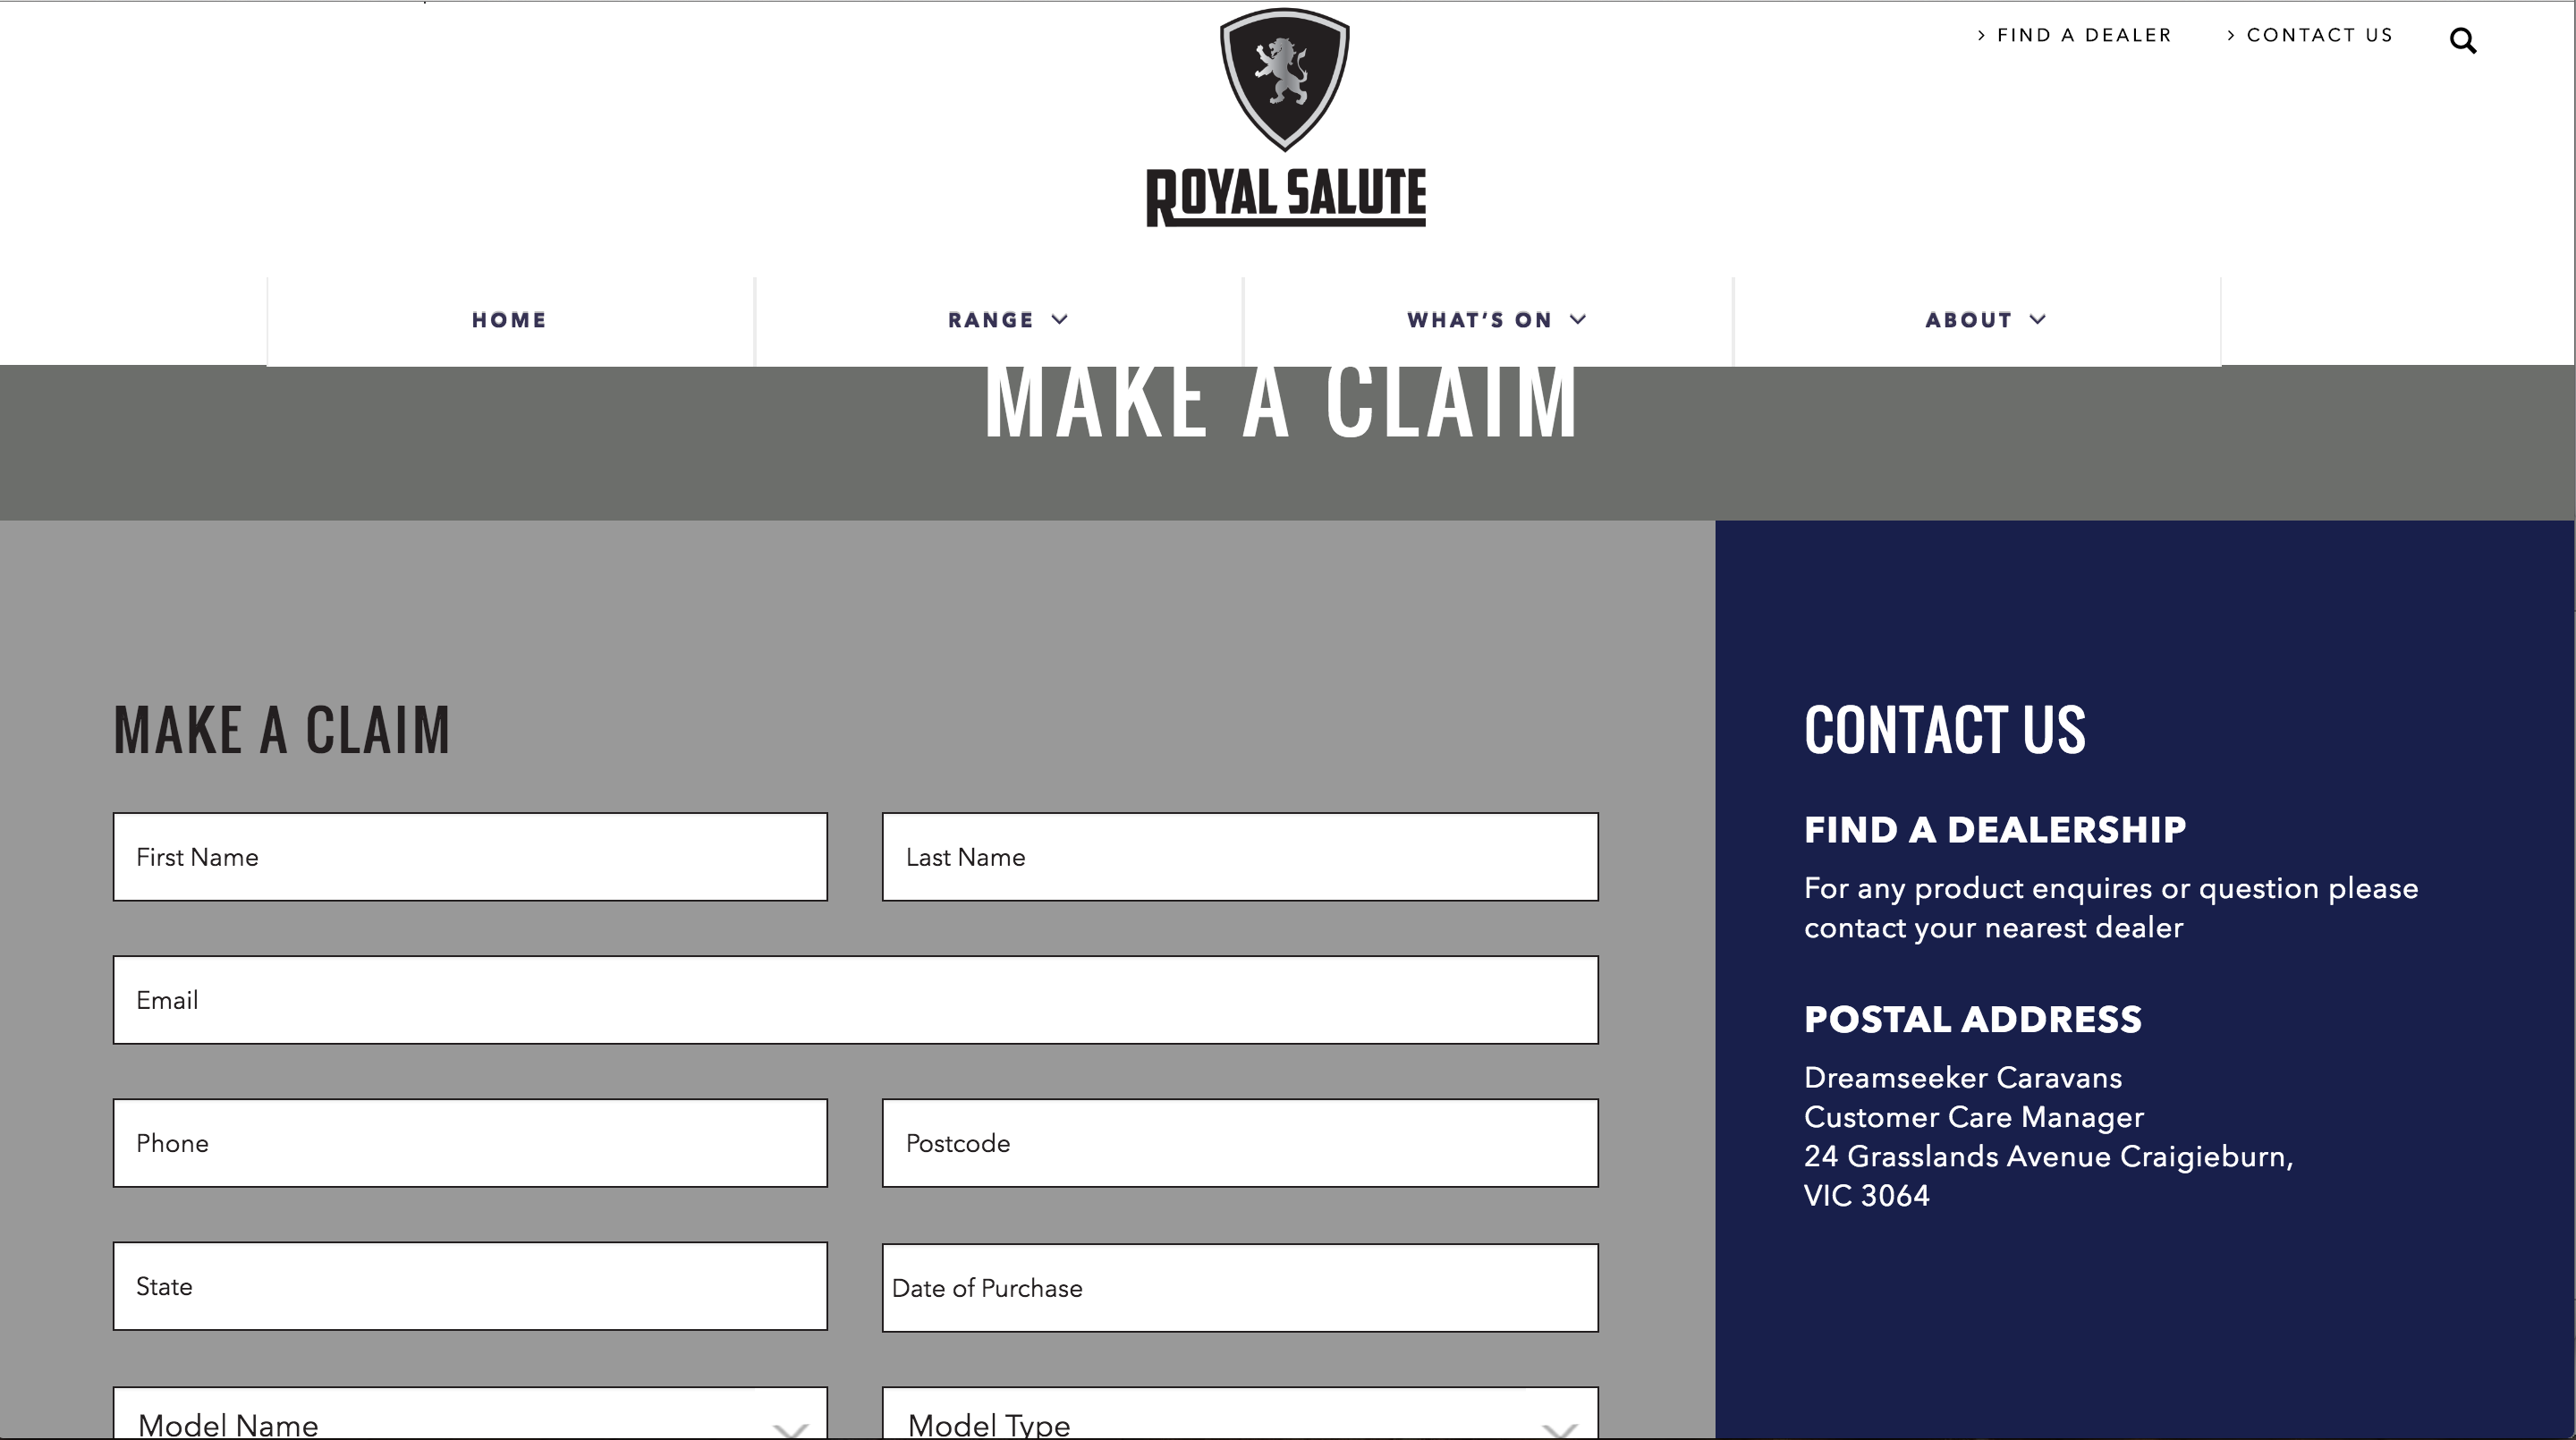 > FIND A DEALER
> CONTACT US
ROYAL SALUTE
HOME
RANGE
WHAT'S ON
ABOUT
MAKE A CLAIM
MAKE A CLAIM
First Name
Last Name
Email
Phone
Postcode
State
Date of Purchase
Model Name
Model Type
CONTACT US
FIND A DEALERSHIP
For any product enquires or question please
contact your nearest dealer
POSTAL ADDRESS
Dreamseeker Caravans
Customer Care Manager
24 Grasslands Avenue Craigieburn,
VIC 3064